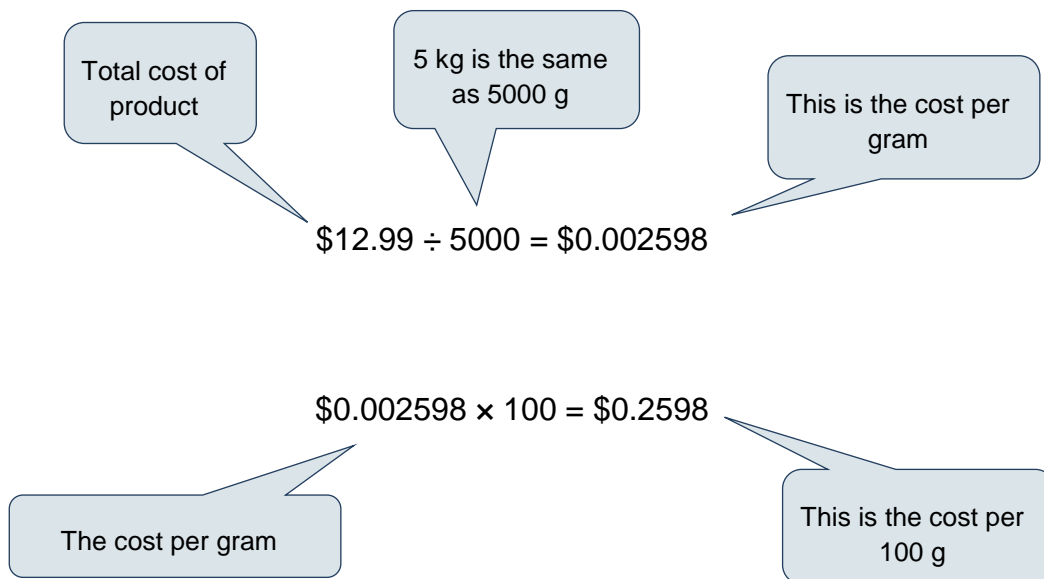 Total cost of
product
5 kg is the same
as 5000 g
This is the cost per
gram
$12.99 ÷ 5000 = $0.002598
$0.002598 × 100 = $0.2598
The cost per gram
This is the cost per
100 g